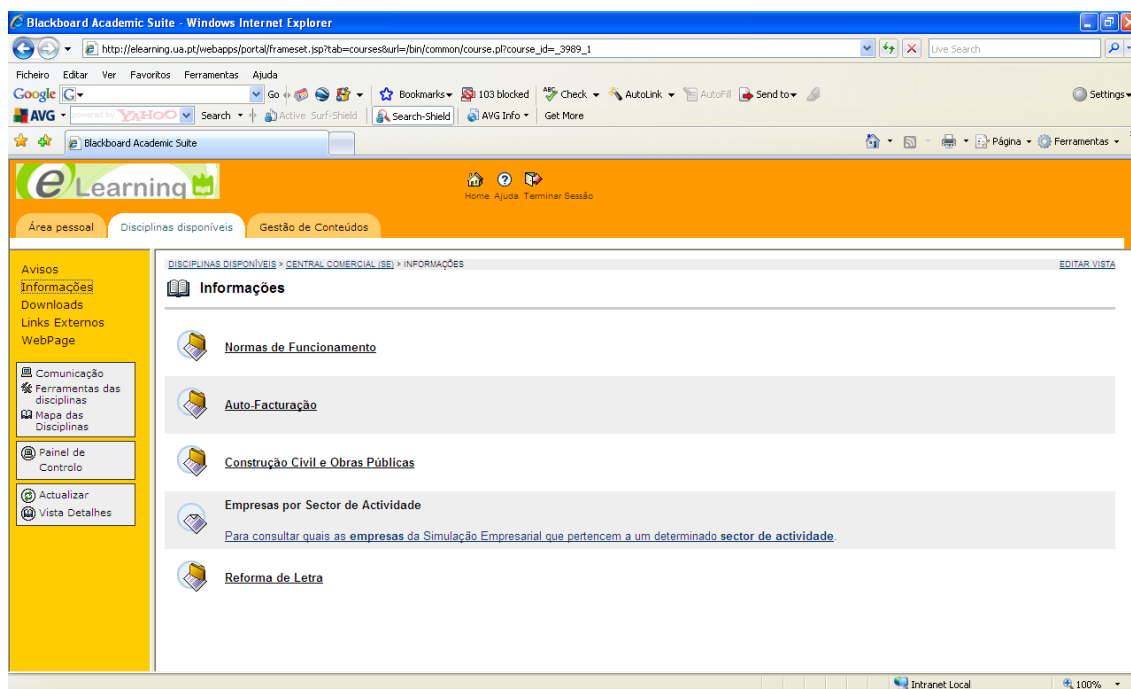 Blackboard Academic Suite - Windows Internet Explorer
http://elearning.ua.pt/webapps/portal/frameset.jsp?tab=courses&url=/bin/common/course.pl?course_id=_3989_1
Live Search
Ficheiro Editar Ver Favoritos Ferramentas Ajuda
Google G Go Bookmarks 103 blocked ABC Check AutoLink AutoFill Send to Settings
AVG powered by YAHOO Search Active Surf-Shield Search-Shield AVG Info Get More
Blackboard Academic Suite Página Ferramentas
eLearning
Home Ajuda Terminar Sessão
Área pessoal Disciplinas disponíveis Gestão de Conteúdos
Avisos
Informações
Downloads
Links Externos
WebPage
Comunicação
Ferramentas das
disciplinas
Mapa das
Disciplinas
Painel de
Controlo
Actualizar
Vista Detalhes
DISCIPLINAS DISPONÍVEIS > CENTRAL COMERCIAL (SE) > INFORMAÇÕES EDITAR VISTA
Informações
Normas de Funcionamento
Auto-Facturação
Construção Civil e Obras Públicas
Empresas por Sector de Actividade
Para consultar quais as empresas da Simulação Empresarial que pertencem a um determinado sector de actividade.
Reforma de Letra
Intranet Local 100%